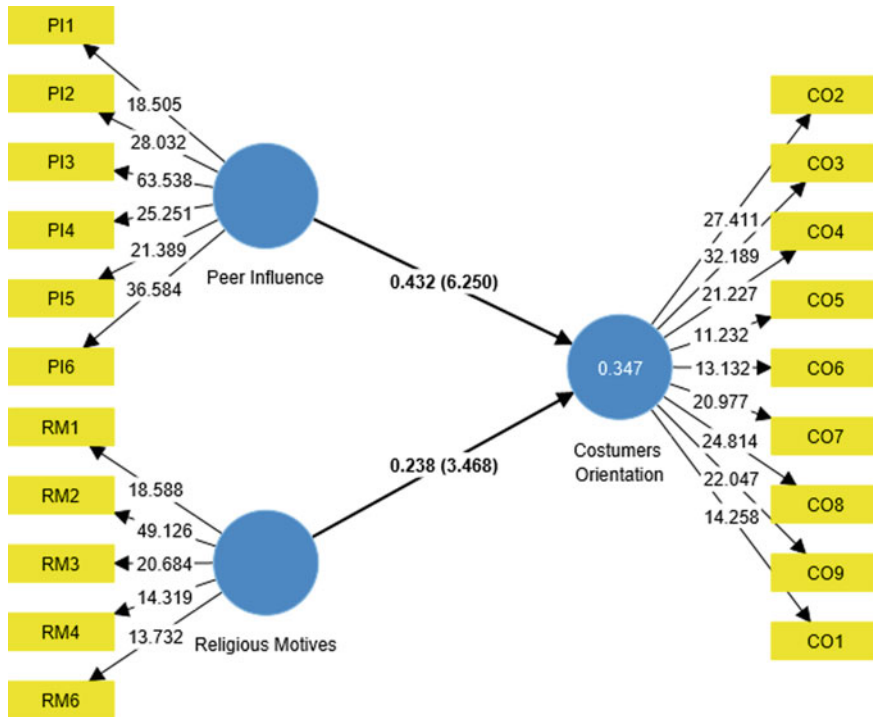 PI1
PI2
PI3
PI4
PI5
PI6
18.505
28.032
63.538
25.251
21.389
36.584
Peer Influence
RM1
RM2
RM3
RM4
RM6
18.588
49.126
20.684
14.319
13.732
Religious Motives
0.432 (6.250)
0.238 (3.468)
0.347
Costumers
Orientation
27.411
32.189
21.227
11.232
13.132
20.977
24.814
22.047
14.258
CO2
CO3
CO4
CO5
CO6
CO7
CO8
CO9
CO1